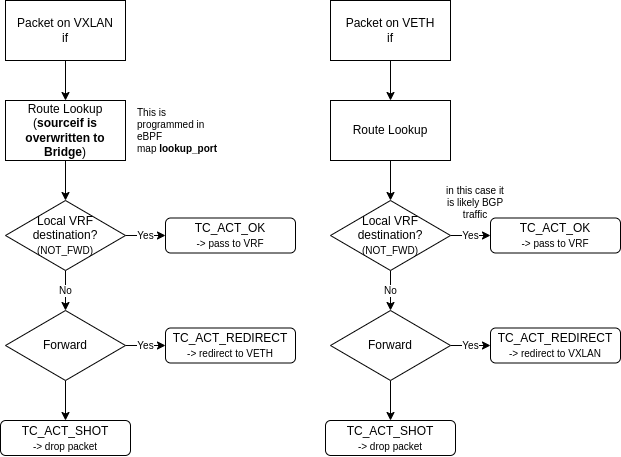 Packet on VXLAN
if
Route Lookup
(sourceif is
overwritten to
Bridge)
This is
programmed in
eBPF
map lookup_port
Local VRF
destination?
(NOT_FWD)
Yes
TC_ACT_OK
-> pass to VRF
No
Forward
Yes
TC_ACT_REDIRECT
-> redirect to VETH
TC_ACT_SHOT
-> drop packet
Packet on VETH
if
Route Lookup
in this case it
is likely BGP
traffic
Local VRF
destination?
(NOT_FWD)
Yes
TC_ACT_OK
-> pass to VRF
No
Forward
Yes
TC_ACT_REDIRECT
-> redirect to VXLAN
TC_ACT_SHOT
-> drop packet